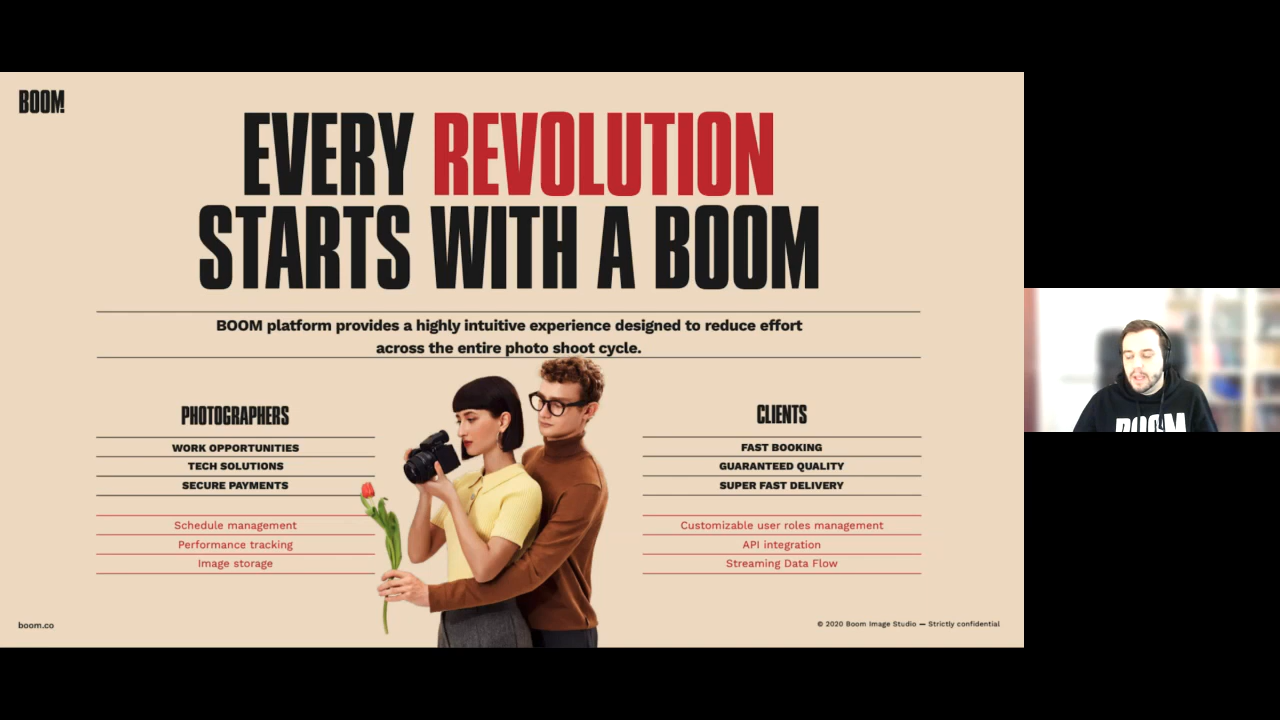 BOOM!
EVERY REVOLUTION
STARTS WITH A BOOM
BOOM platform provides a highly intuitive experience designed to reduce effort
across the entire photo shoot cycle.
PHOTOGRAPHERS
WORK OPPORTUNITIES
TECH SOLUTIONS
SECURE PAYMENTS
Schedule management
Performance tracking
Image storage
CLIENTS
FAST BOOKING
GUARANTEED QUALITY
SUPER FAST DELIVERY
Customizable user roles management
API integration
Streaming Data Flow
boom.co
© 2020 Boom Image Studio — Strictly confidential
BOOM